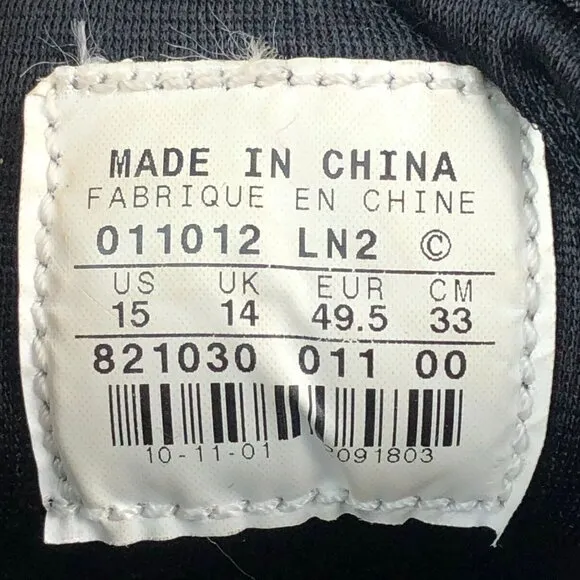 MADE IN CHINA
FABRIQUE EN CHINE
011012 LN2 ©
US UK EUR CM
15 14 49.5 33
821030 011 00
10-11-01 2091803